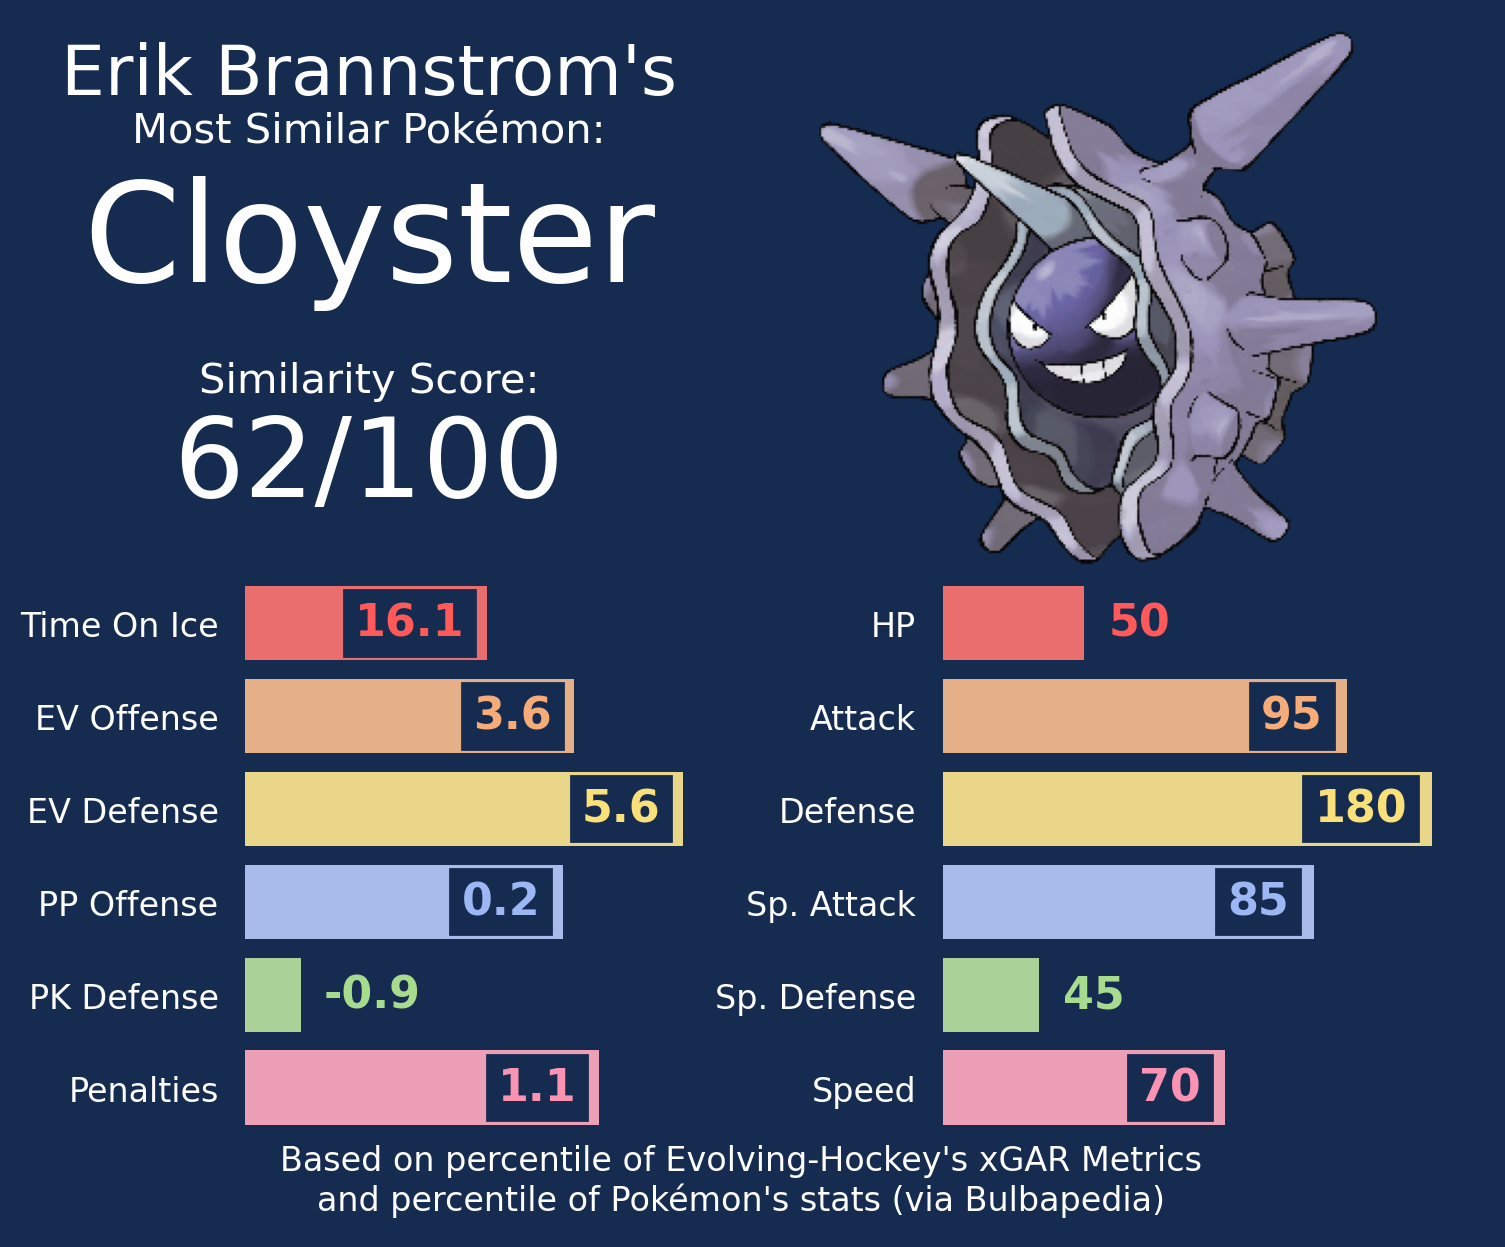 Erik Brannstrom's
Most Similar Pokémon:
Cloyster
Similarity Score:
62/100
Time On Ice 16.1
EV Offense 3.6
EV Defense 5.6
PP Offense 0.2
PK Defense -0.9
Penalties 1.1
HP 50
Attack 95
Defense 180
Sp. Attack 85
Sp. Defense 45
Speed 70
Based on percentile of Evolving-Hockey's xGAR Metrics
and percentile of Pokémon's stats (via Bulbapedia)